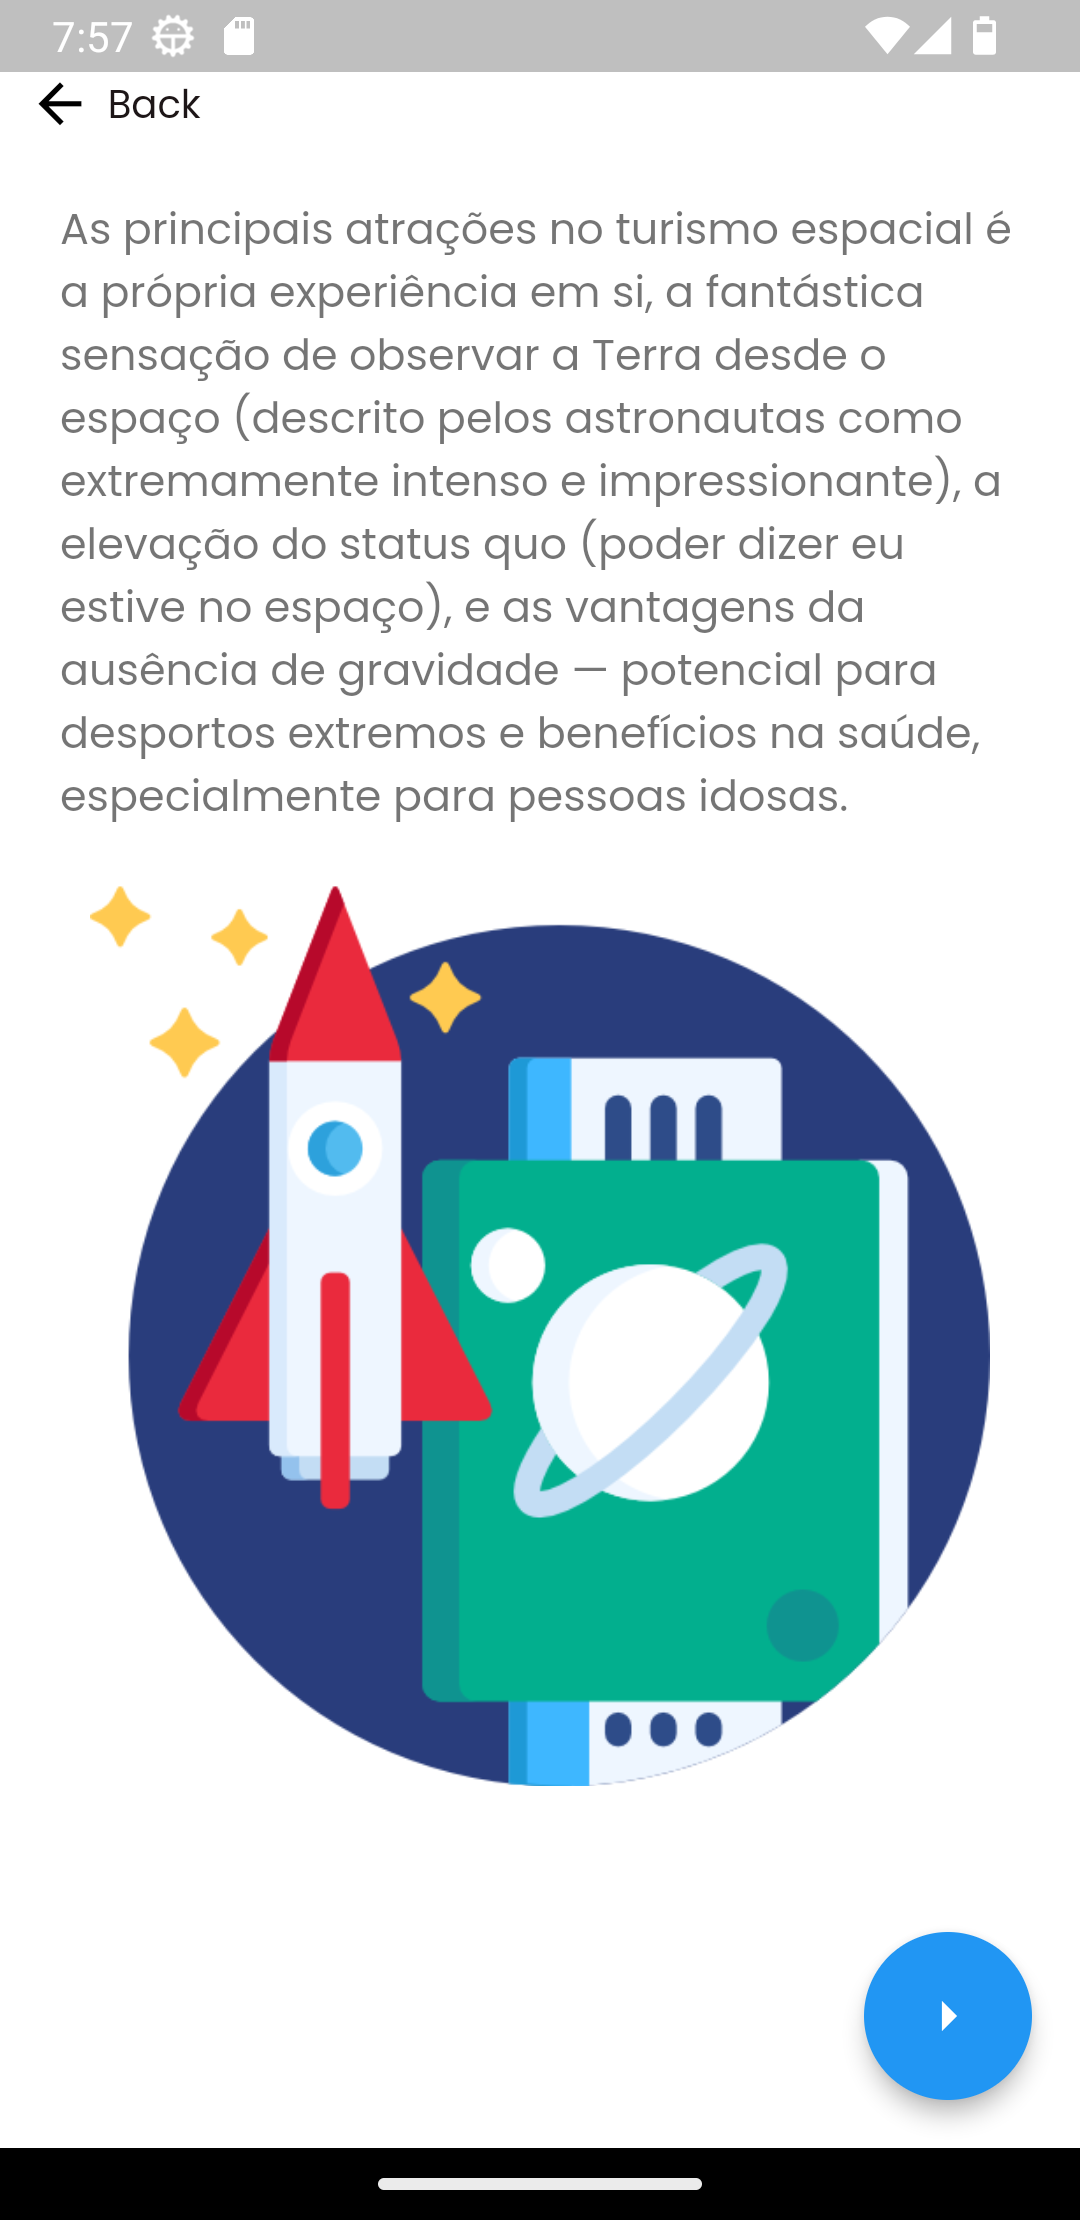 7:57
Back
As principais atrações no turismo espacial é
a própria experiência em si, a fantástica
sensação de observar a Terra desde o
espaço (descrito pelos astronautas como
extremamente intenso e impressionante), a
elevação do status quo (poder dizer eu
estive no espaço), e as vantagens da
ausência de gravidade — potencial para
desportos extremos e benefícios na saúde,
especialmente para pessoas idosas.